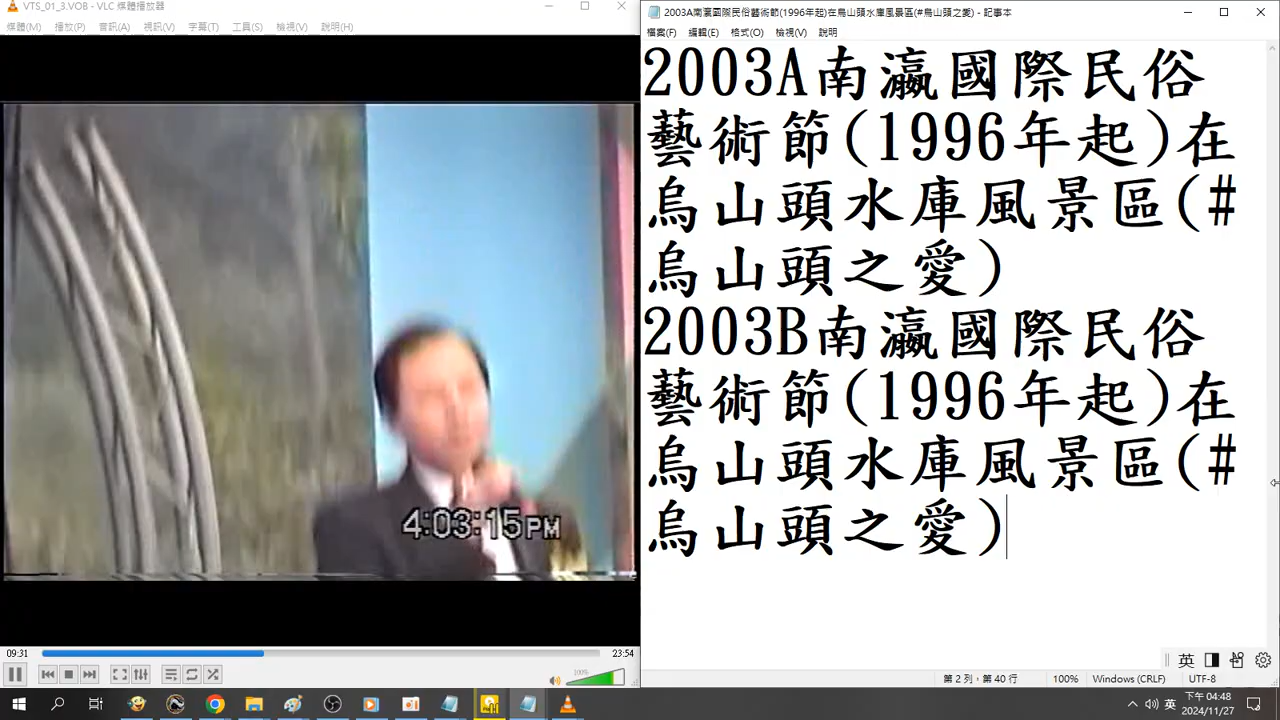 VTS_01_3.VOB - VLC 媒體播放器
媒體(M) 播放(P) 音訊(A) 視訊(V) 字幕(T) 工具(S) 檢視(V) 說明(H)
4:03:15PM
09:31
23:54
100%
2003A南瀛國際民俗藝術節(1996年起)在烏山頭水庫風景區(#烏山頭之愛) - 記事本
檔案(F) 編輯(E) 格式(O) 檢視(V) 說明
2003A南瀛國際民俗
藝術節(1996年起)在
烏山頭水庫風景區(#
烏山頭之愛)
2003B南瀛國際民俗
藝術節(1996年起)在
烏山頭水庫風景區(#
烏山頭之愛)
英
第 2 列，第 40 行
100%
Windows (CRLF)
UTF-8
英
下午 04:48
2024/11/27